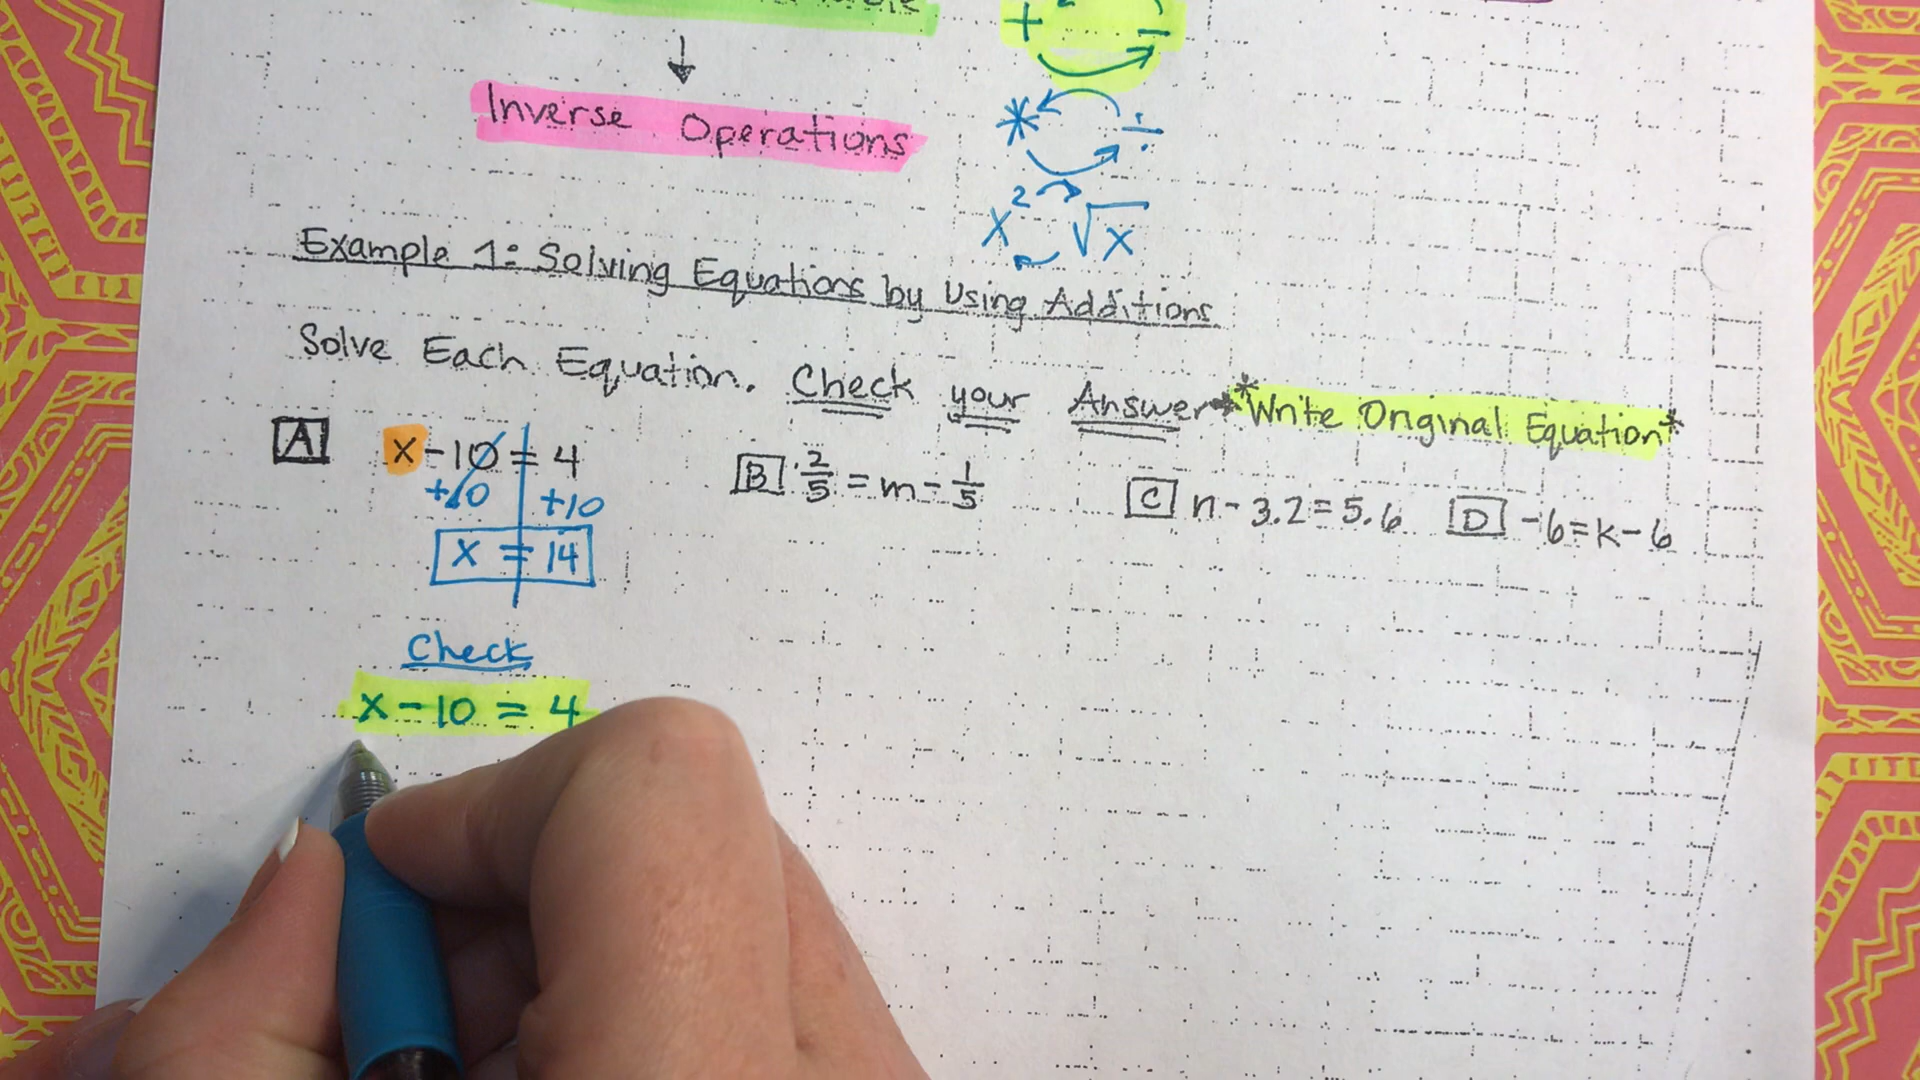 + −
Inverse Operations
* ÷
x² √x
Example 1: Solving Equations by Using Additions
Solve Each Equation. Check your Answer * *Write Original Equation*
A x - 10 = 4
+10 +10
x = 14
B 2/5 = m - 1/5
C n - 3.2 = 5.6
D -6 = k - 6
Check
x - 10 = 4